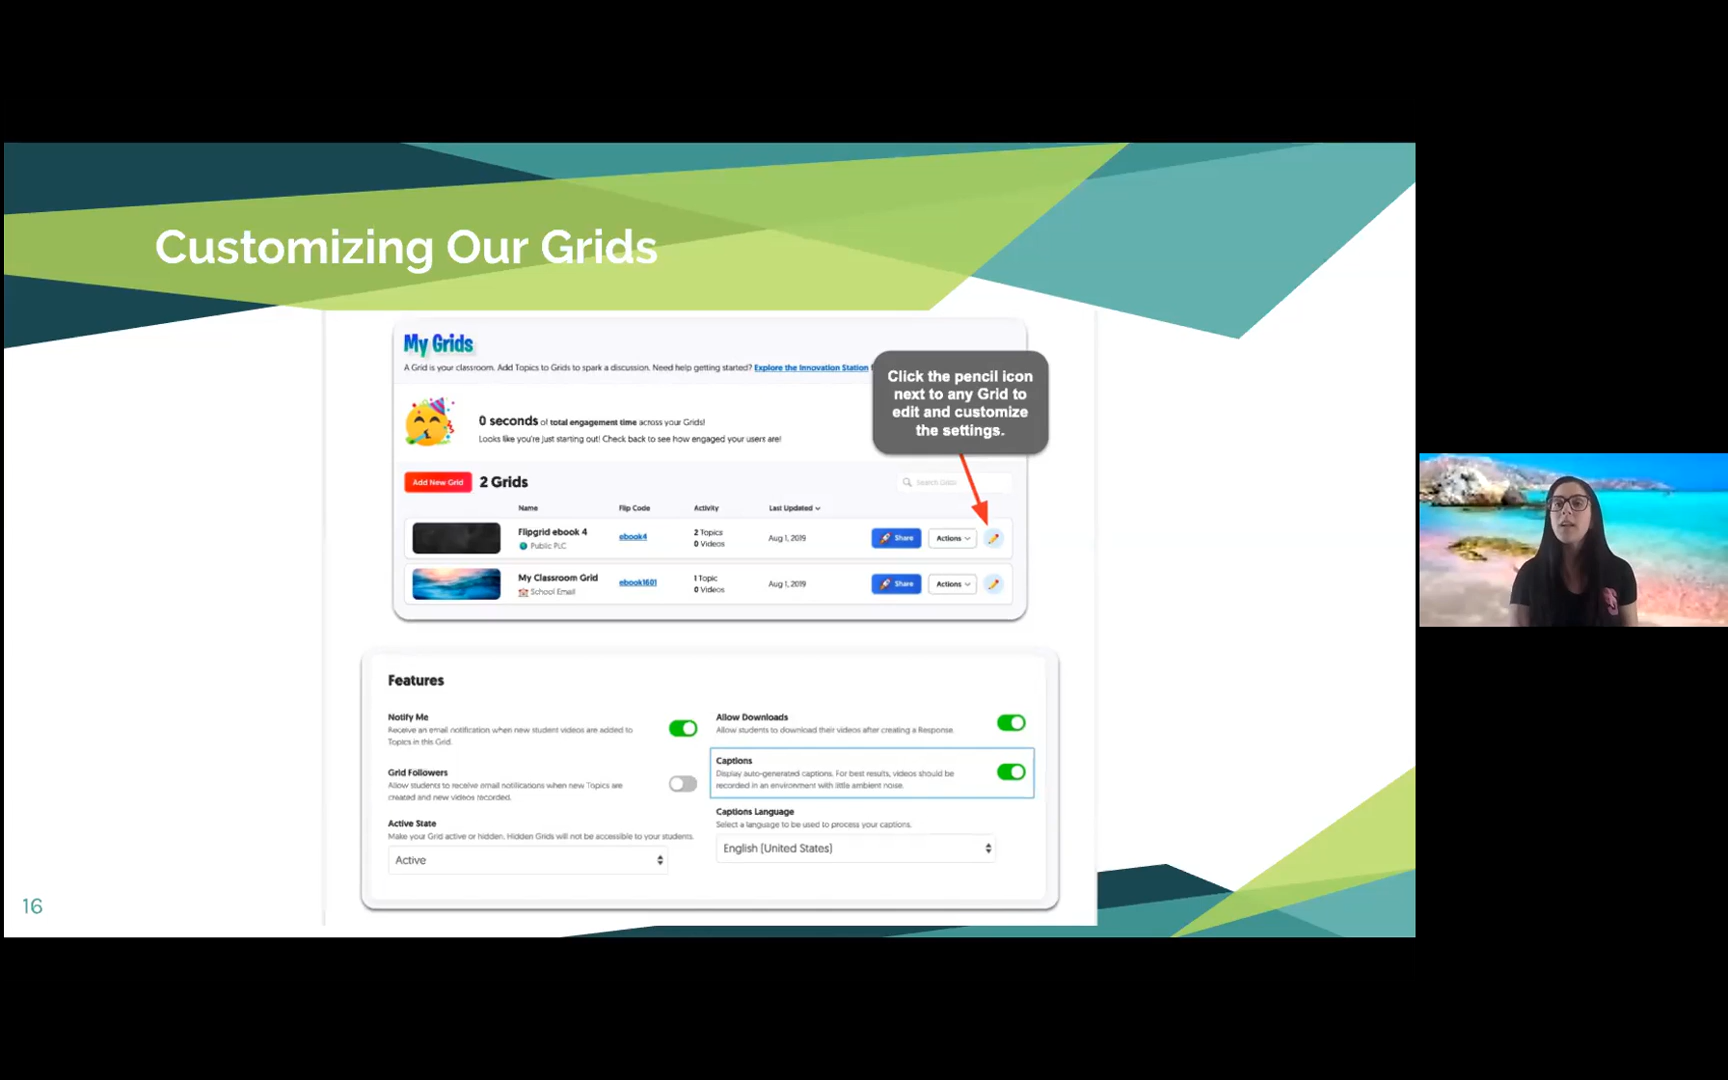 Customizing Our Grids
My Grids
A Grid is your classroom. Add Topics to Grids to spark a discussion. Need help getting started? Explore the Innovation Station
Click the pencil icon
next to any Grid to
edit and customize
the settings.
0 seconds of total engagement time across your Grids!
Looks like you're just starting out! Check back to see how engaged your users are!
Add New Grid 2 Grids Search Grids
Name Flip Code Activity Last Updated
Flipgrid ebook 4 ebook4 2 Topics Aug 1, 2019 Share Actions
Public PLC 0 Videos
My Classroom Grid ebook1601 1 Topic Aug 1, 2019 Share Actions
School Email 0 Videos
Features
Notify Me
Receive an email notification when new student videos are added to
Topics in this Grid.
Grid Followers
Allow students to receive email notifications when new Topics are
created and new videos recorded.
Active State
Make your Grid active or hidden. Hidden Grids will not be accessible to your students.
Active
Allow Downloads
Allow students to download their videos after creating a Response.
Captions
Display auto-generated captions. For best results, videos should be
recorded in an environment with little ambient noise.
Captions Language
Select a language to be used to process your captions.
English (United States)
16